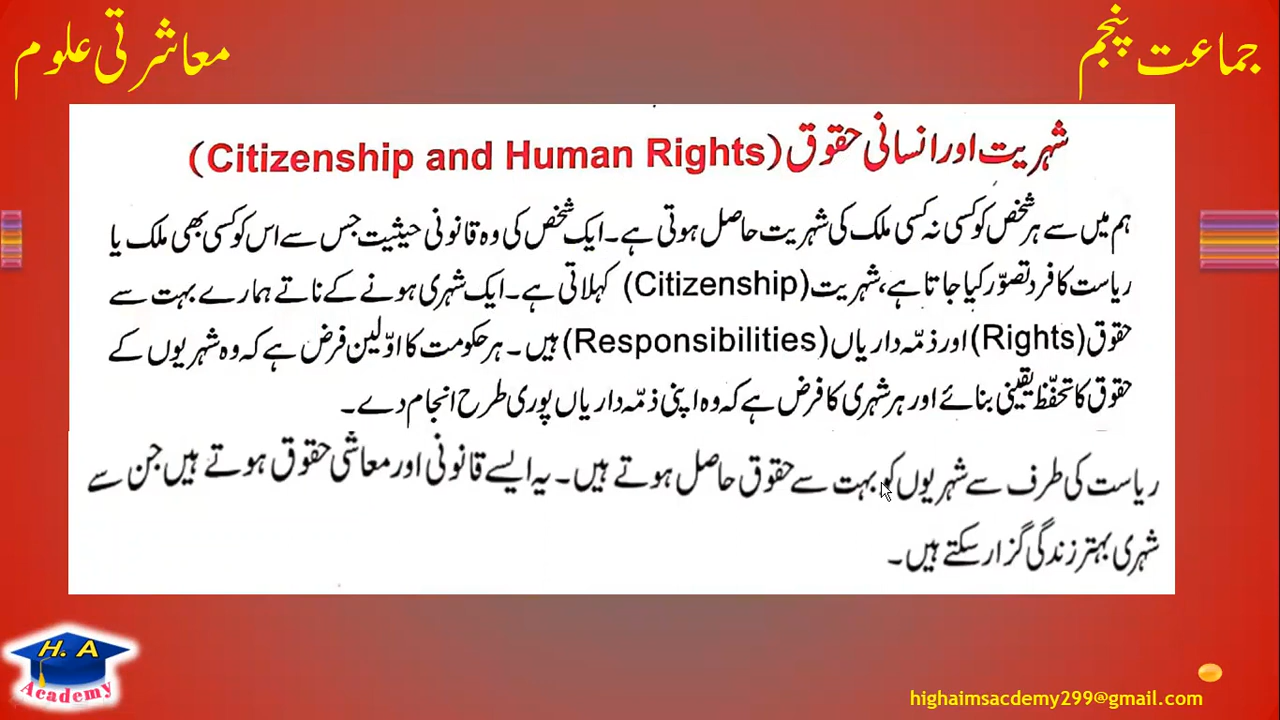 جماعت پنجم
معاشرتی علوم
شہریت اور انسانی حقوق (Citizenship and Human Rights)
ہم میں سے ہر شخص کو کسی نہ کسی ملک کی شہریت حاصل ہوتی ہے۔ ایک شخص کی وہ قانونی حیثیت جس سے اس کو کسی بھی ملک یا
ریاست کا فرد تصوّر کیا جاتا ہے، شہریت (Citizenship) کہلاتی ہے۔ ایک شہری ہونے کے ناتے ہمارے بہت سے
حقوق (Rights) اور ذمّہ داریاں (Responsibilities) ہیں۔ ہر حکومت کا اوّلین فرض ہے کہ وہ شہریوں کے
حقوق کا تحفّظ یقینی بنائے اور ہر شہری کا فرض ہے کہ وہ اپنی ذمّہ داریاں پوری طرح انجام دے۔
ریاست کی طرف سے شہریوں کو بہت سے حقوق حاصل ہوتے ہیں۔ یہ ایسے قانونی اور معاشی حقوق ہوتے ہیں جن سے
شہری بہتر زندگی گزار سکتے ہیں۔
H. A
Academy
highaimsacdemy299@gmail.com